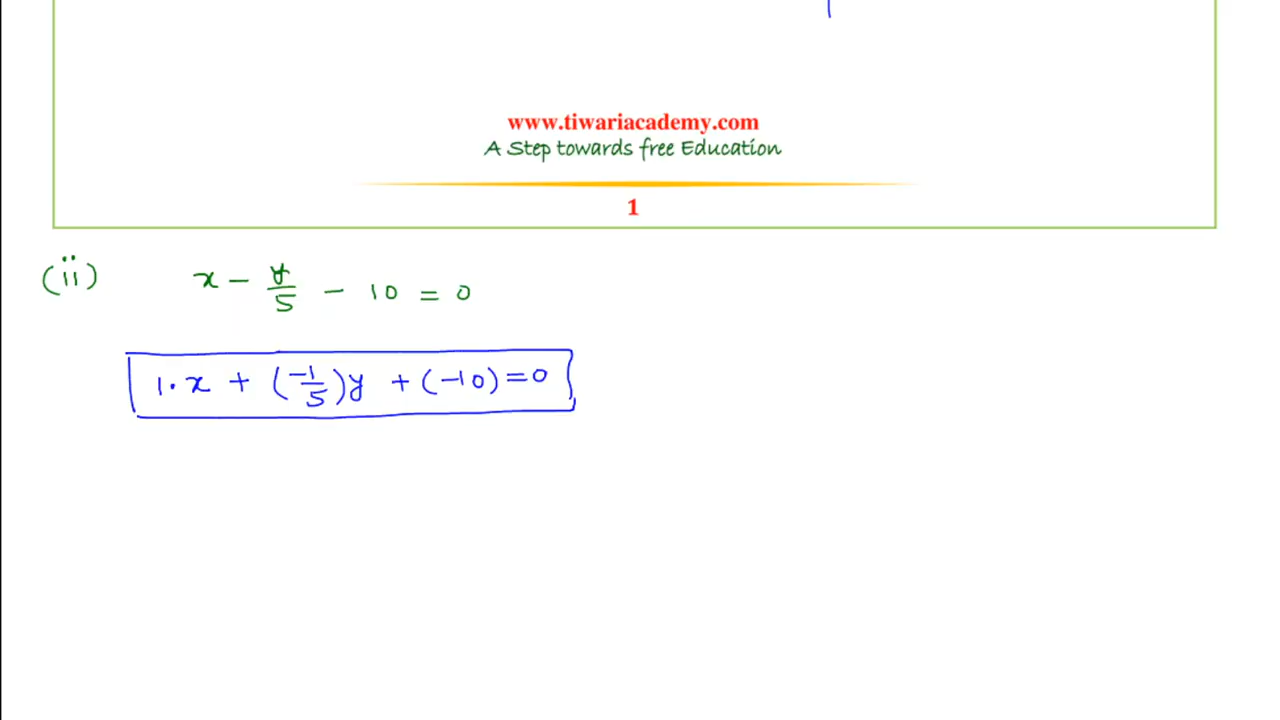 www.tiwariacademy.com
A Step towards free Education
1
(ii) x - y/5 - 10 = 0
1·x + (-1/5)y + (-10) = 0